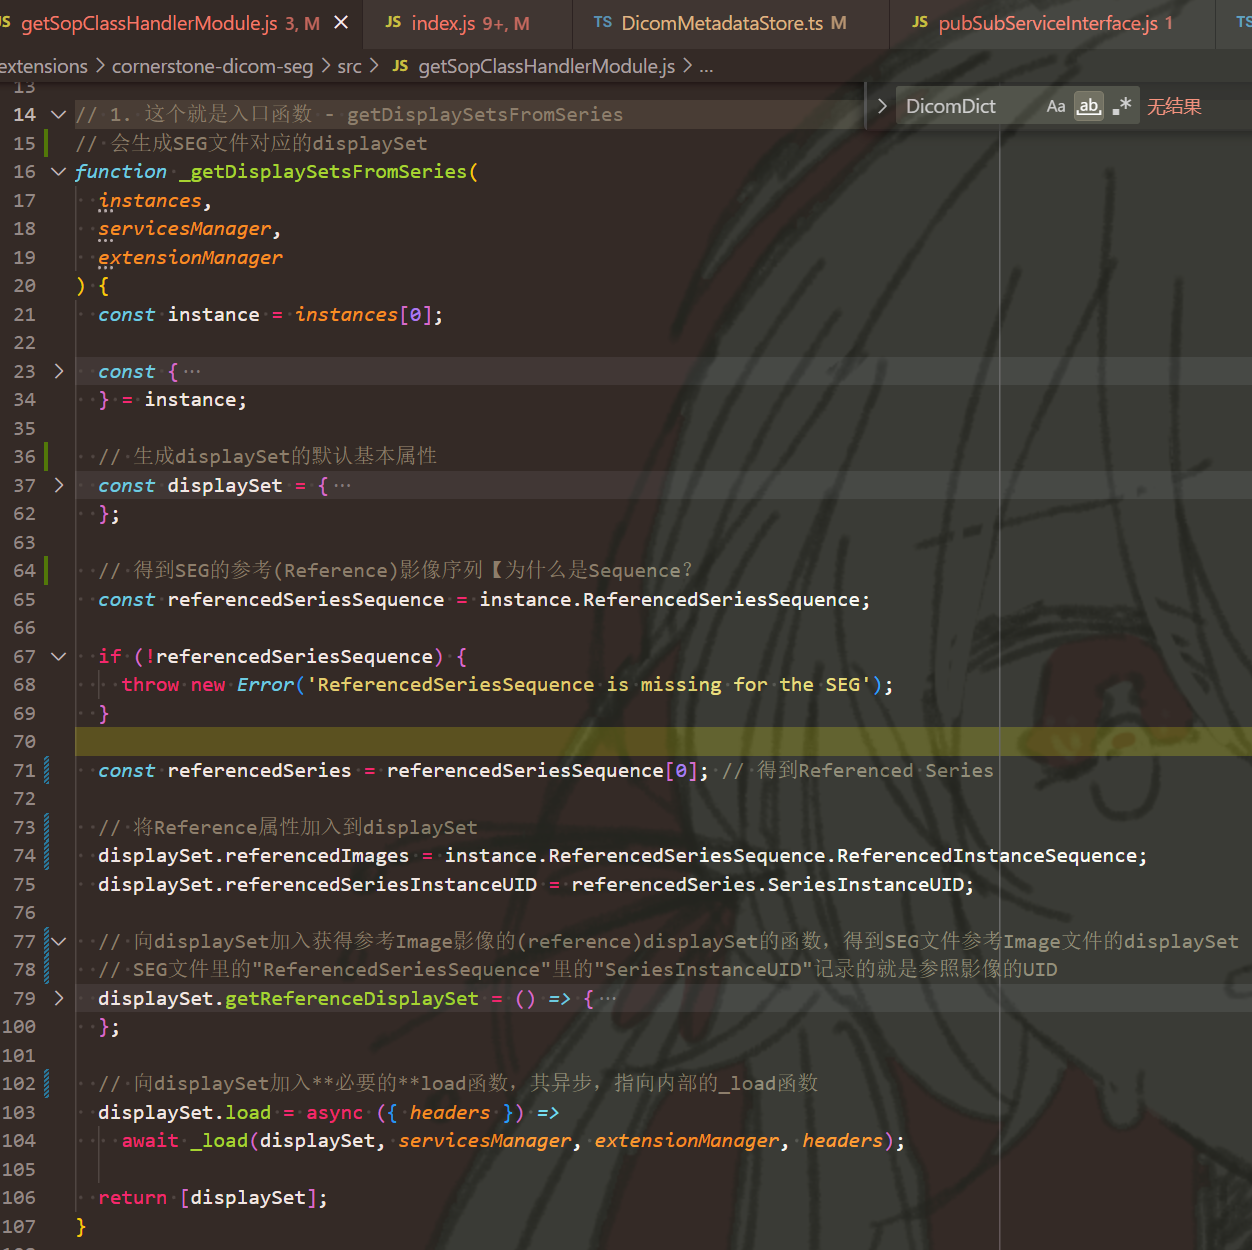 JS getSopClassHandlerModule.js 3, M JS index.js 9+, M TS DicomMetadataStore.ts M JS pubSubServiceInterface.js 1 TS
extensions > cornerstone-dicom-seg > src > JS getSopClassHandlerModule.js > ...
> DicomDict Aa ab .* 无结果
13
14 // 1. 这个就是入口函数 - getDisplaySetsFromSeries
15 // 会生成SEG文件对应的displaySet
16 function _getDisplaySetsFromSeries(
17 instances,
18 servicesManager,
19 extensionManager
20 ) {
21 const instance = instances[0];
22
23 const { ...
34 } = instance;
35
36 // 生成displaySet的默认基本属性
37 const displaySet = { ...
62 };
63
64 // 得到SEG的参考(Reference)影像序列【为什么是Sequence？
65 const referencedSeriesSequence = instance.ReferencedSeriesSequence;
66
67 if (!referencedSeriesSequence) {
68 throw new Error('ReferencedSeriesSequence is missing for the SEG');
69 }
70
71 const referencedSeries = referencedSeriesSequence[0]; // 得到Referenced Series
72
73 // 将Reference属性加入到displaySet
74 displaySet.referencedImages = instance.ReferencedSeriesSequence.ReferencedInstanceSequence;
75 displaySet.referencedSeriesInstanceUID = referencedSeries.SeriesInstanceUID;
76
77 // 向displaySet加入获得参考Image影像的(reference)displaySet的函数，得到SEG文件参考Image文件的displaySet
78 // SEG文件里的"ReferencedSeriesSequence"里的"SeriesInstanceUID"记录的就是参照影像的UID
79 displaySet.getReferenceDisplaySet = () => { ...
100 };
101
102 // 向displaySet加入**必要的**load函数，其异步，指向内部的_load函数
103 displaySet.load = async ({ headers }) =>
104 await _load(displaySet, servicesManager, extensionManager, headers);
105
106 return [displaySet];
107 }